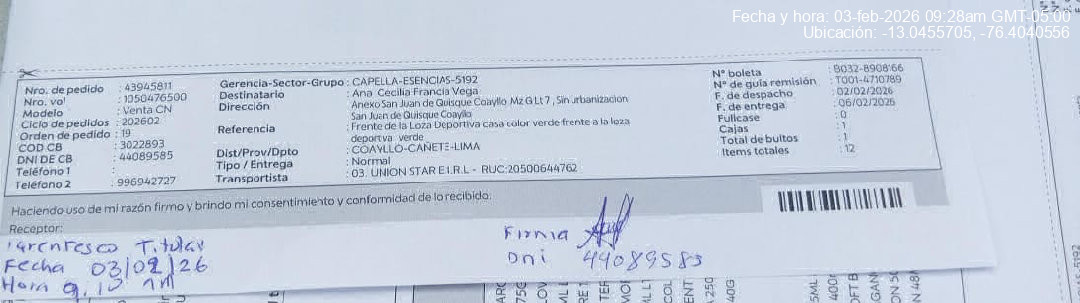 Fecha y hora: 03-feb-2026 09:28am GMT-05:00
Ubicación: -13.0455705, -76.4040556
Nro. de pedido : 43945811
Nro. vol : 1050476500
Modelo : Venta CN
Ciclo de pedidos : 202602
Orden de pedido : 19
COD CB : 3022893
DNI DE CB : 44089585
Teléfono 1 :
Teléfono 2 : 996942727
Gerencia-Sector-Grupo : CAPELLA-ESENCIAS-5192
Destinatario : Ana Cecilia Francia Vega
Dirección : Anexo San Juan de Quisque Coayllo Mz G Lt 7 , Sin urbanizacion
San Juan de Quisque Coayllo
Referencia : Frente de la Loza Deportiva casa color verde frente a la loza
deportva verde
Dist/Prov/Dpto : COAYLLO-CAÑETE-LIMA
Tipo / Entrega : Normal
Transportista : 03. UNION STAR E.I.R.L - RUC:20500644762
N° boleta : B032-890866
N° de guía remisión : T001-4710789
F. de despacho : 02/02/2026
F. de entrega : 06/02/2026
Fullcase : 0
Cajas : 1
Total de bultos : 1
Items totales : 12
Haciendo uso de mi razón firmo y brindo mi consentimiento y conformidad de lo recibido.
Receptor:
Parentesco Titular
Fecha 03/02/26
Hora 9.10 am
Firma
Dni 44089585